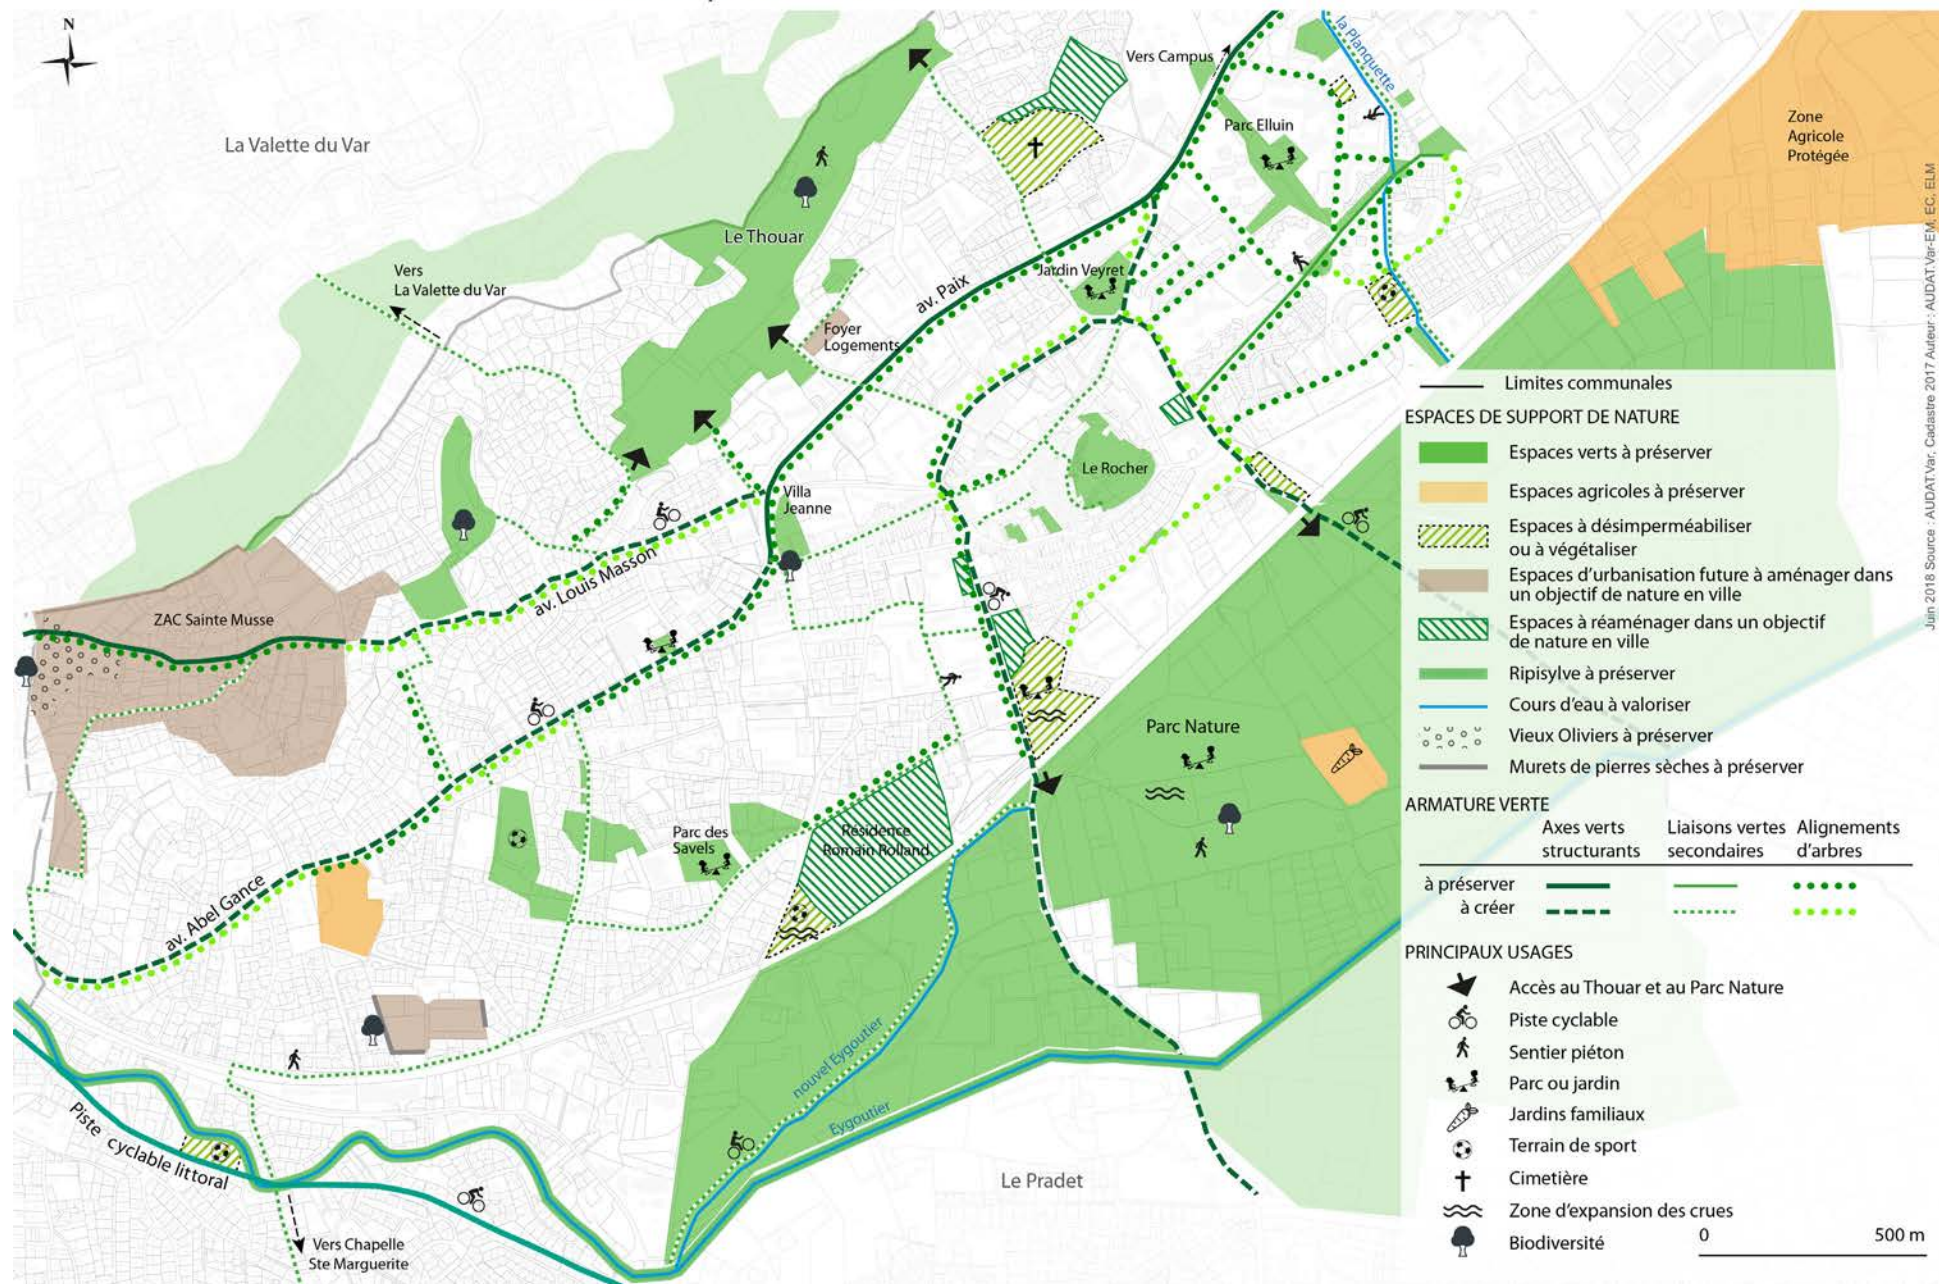 N
La Valette du Var
Vers
La Valette du Var
Le Thouar
Foyer
Logements
av. Paix
Vers Campus
la Planquette
Parc Elluin
Jardin Veyret
Zone
Agricole
Protégée
Le Rocher
Villa
Jeanne
av. Louis Masson
ZAC Sainte Musse
av. Abel Gance
Parc des
Savels
Résidence
Romain Rolland
Parc Nature
nouvel Eygoutier
Eygoutier
Piste cyclable littoral
Vers Chapelle
Ste Marguerite
Le Pradet
Limites communales
ESPACES DE SUPPORT DE NATURE
Espaces verts à préserver
Espaces agricoles à préserver
Espaces à désimperméabiliser
ou à végétaliser
Espaces d'urbanisation future à aménager dans
un objectif de nature en ville
Espaces à réaménager dans un objectif
de nature en ville
Ripisylve à préserver
Cours d'eau à valoriser
Vieux Oliviers à préserver
Murets de pierres sèches à préserver
ARMATURE VERTE
Axes verts
structurants
Liaisons vertes
secondaires
Alignements
d'arbres
à préserver
à créer
PRINCIPAUX USAGES
Accès au Thouar et au Parc Nature
Piste cyclable
Sentier piéton
Parc ou jardin
Jardins familiaux
Terrain de sport
Cimetière
Zone d'expansion des crues
Biodiversité
0 500 m
Juin 2018 Source : AUDAT.Var, Cadastre 2017 Auteur : AUDAT.Var-EM, EC, ELM